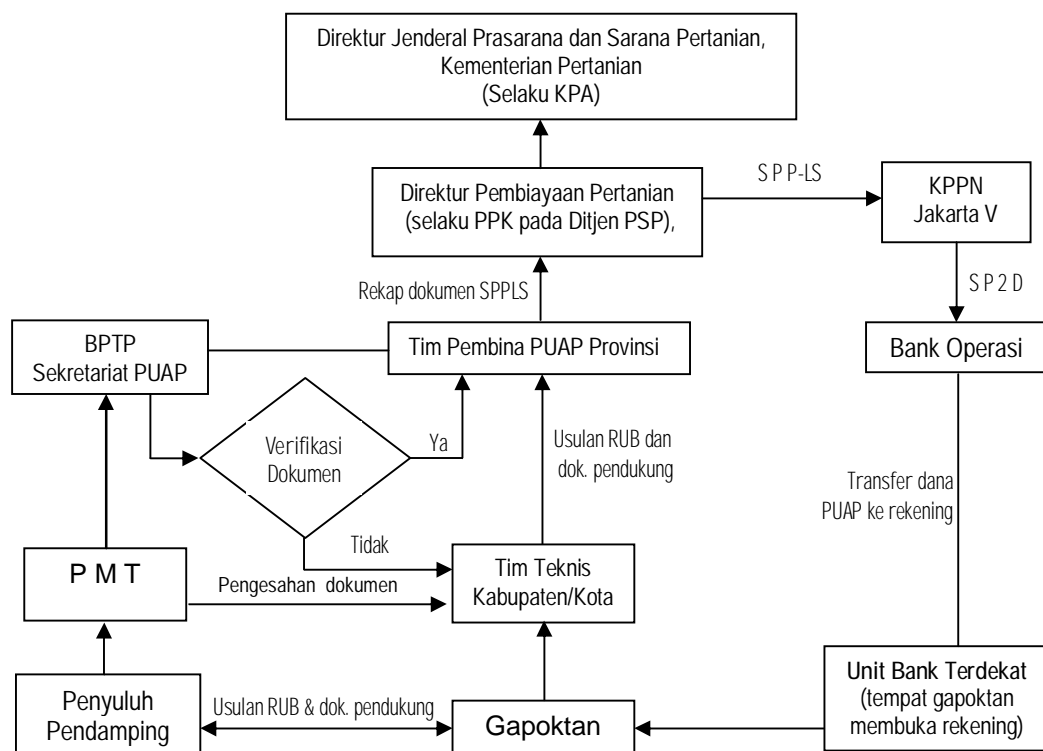 Direktur Jenderal Prasarana dan Sarana Pertanian,
Kementerian Pertanian
(Selaku KPA)
S P P-LS
Direktur Pembiayaan Pertanian
(selaku PPK pada Ditjen PSP),
KPPN
Jakarta V
Rekap dokumen SPPLS
S P 2 D
BPTP
Sekretariat PUAP
Tim Pembina PUAP Provinsi
Bank Operasi
Verifikasi
Dokumen
Ya
Usulan RUB dan
dok. pendukung
Transfer dana
PUAP ke rekening
Tidak
P M T
Pengesahan dokumen
Tim Teknis
Kabupaten/Kota
Penyuluh
Pendamping
Usulan RUB & dok. pendukung
Gapoktan
Unit Bank Terdekat
(tempat gapoktan
membuka rekening)